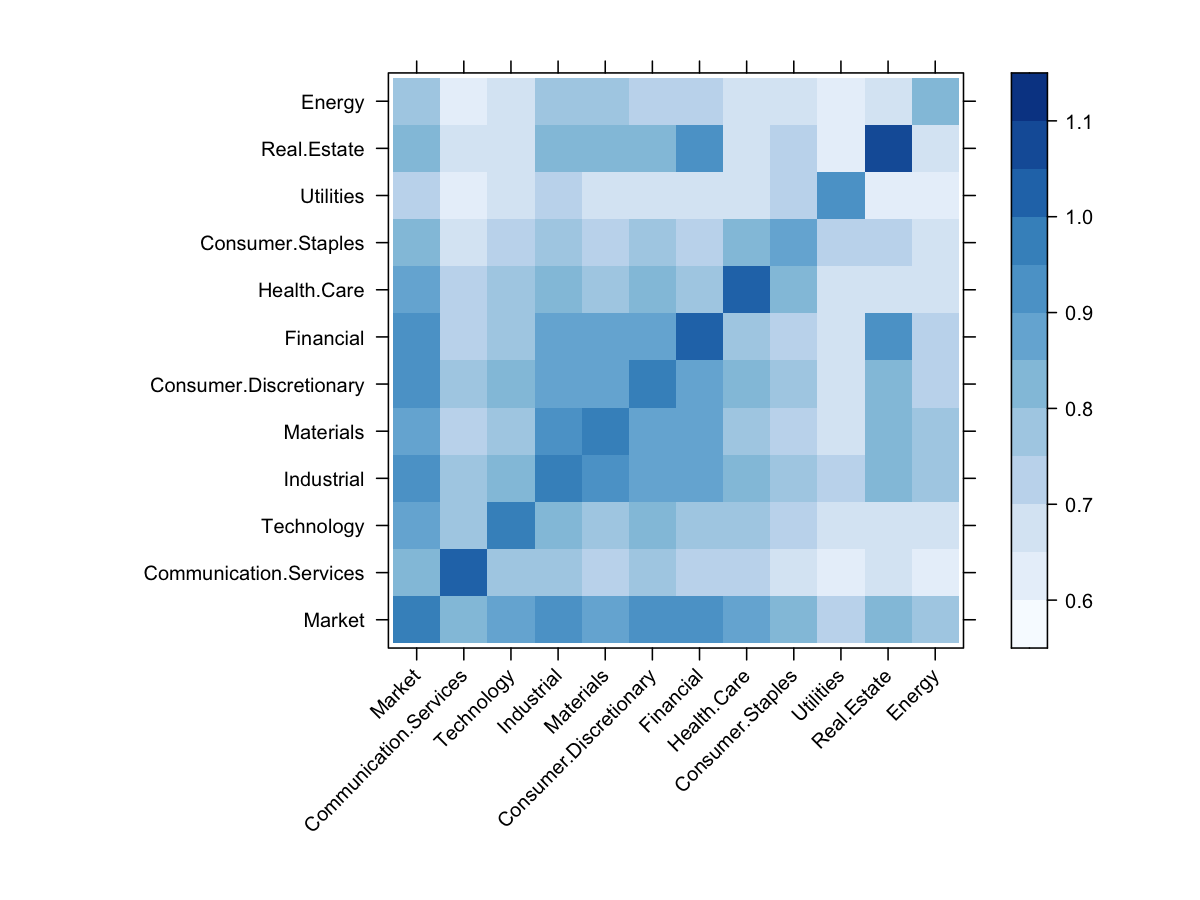 Energy
Real.Estate
Utilities
Consumer.Staples
Health.Care
Financial
Consumer.Discretionary
Materials
Industrial
Technology
Communication.Services
Market
Market
Communication.Services
Technology
Industrial
Materials
Consumer.Discretionary
Financial
Health.Care
Consumer.Staples
Utilities
Real.Estate
Energy
1.1
1.0
0.9
0.8
0.7
0.6